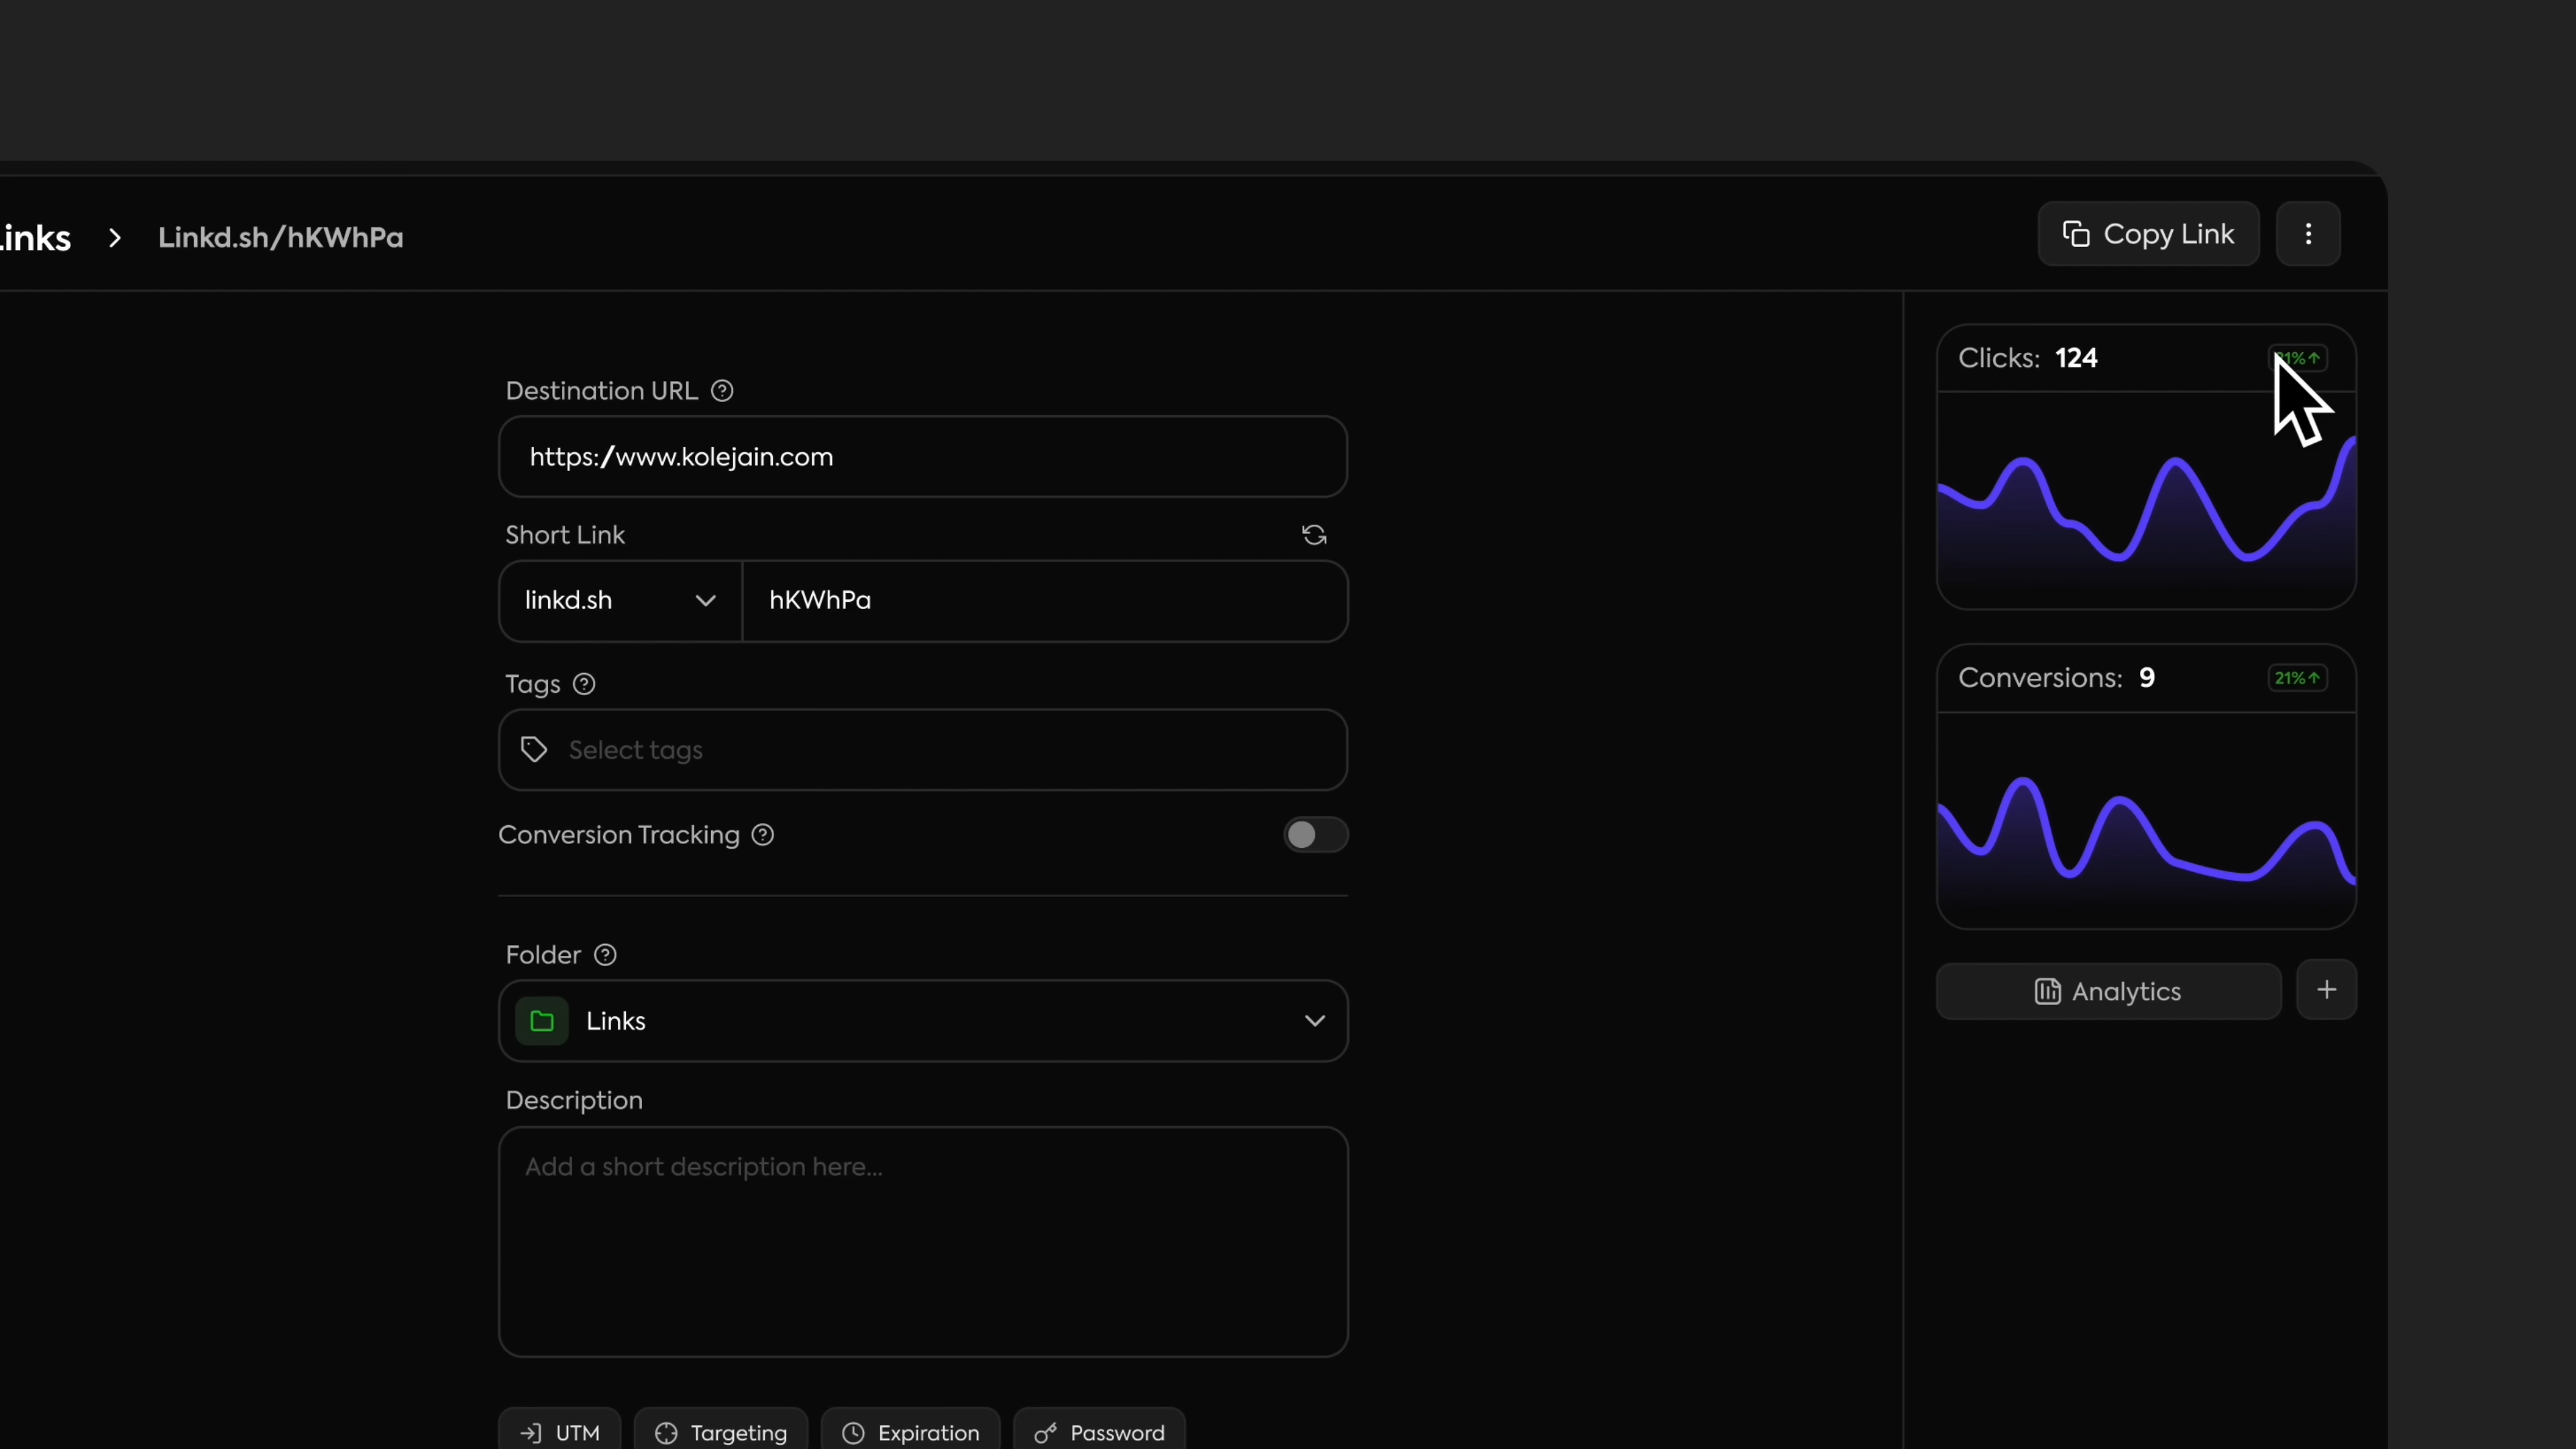 Links > Linkd.sh/hKWhPa
Copy Link
Destination URL
https://www.kolejain.com
Short Link
linkd.sh
hKWhPa
Tags
Select tags
Conversion Tracking
Folder
Links
Description
Add a short description here...
UTM
Targeting
Expiration
Password
Clicks: 124
Conversions: 9
21%↑
Analytics